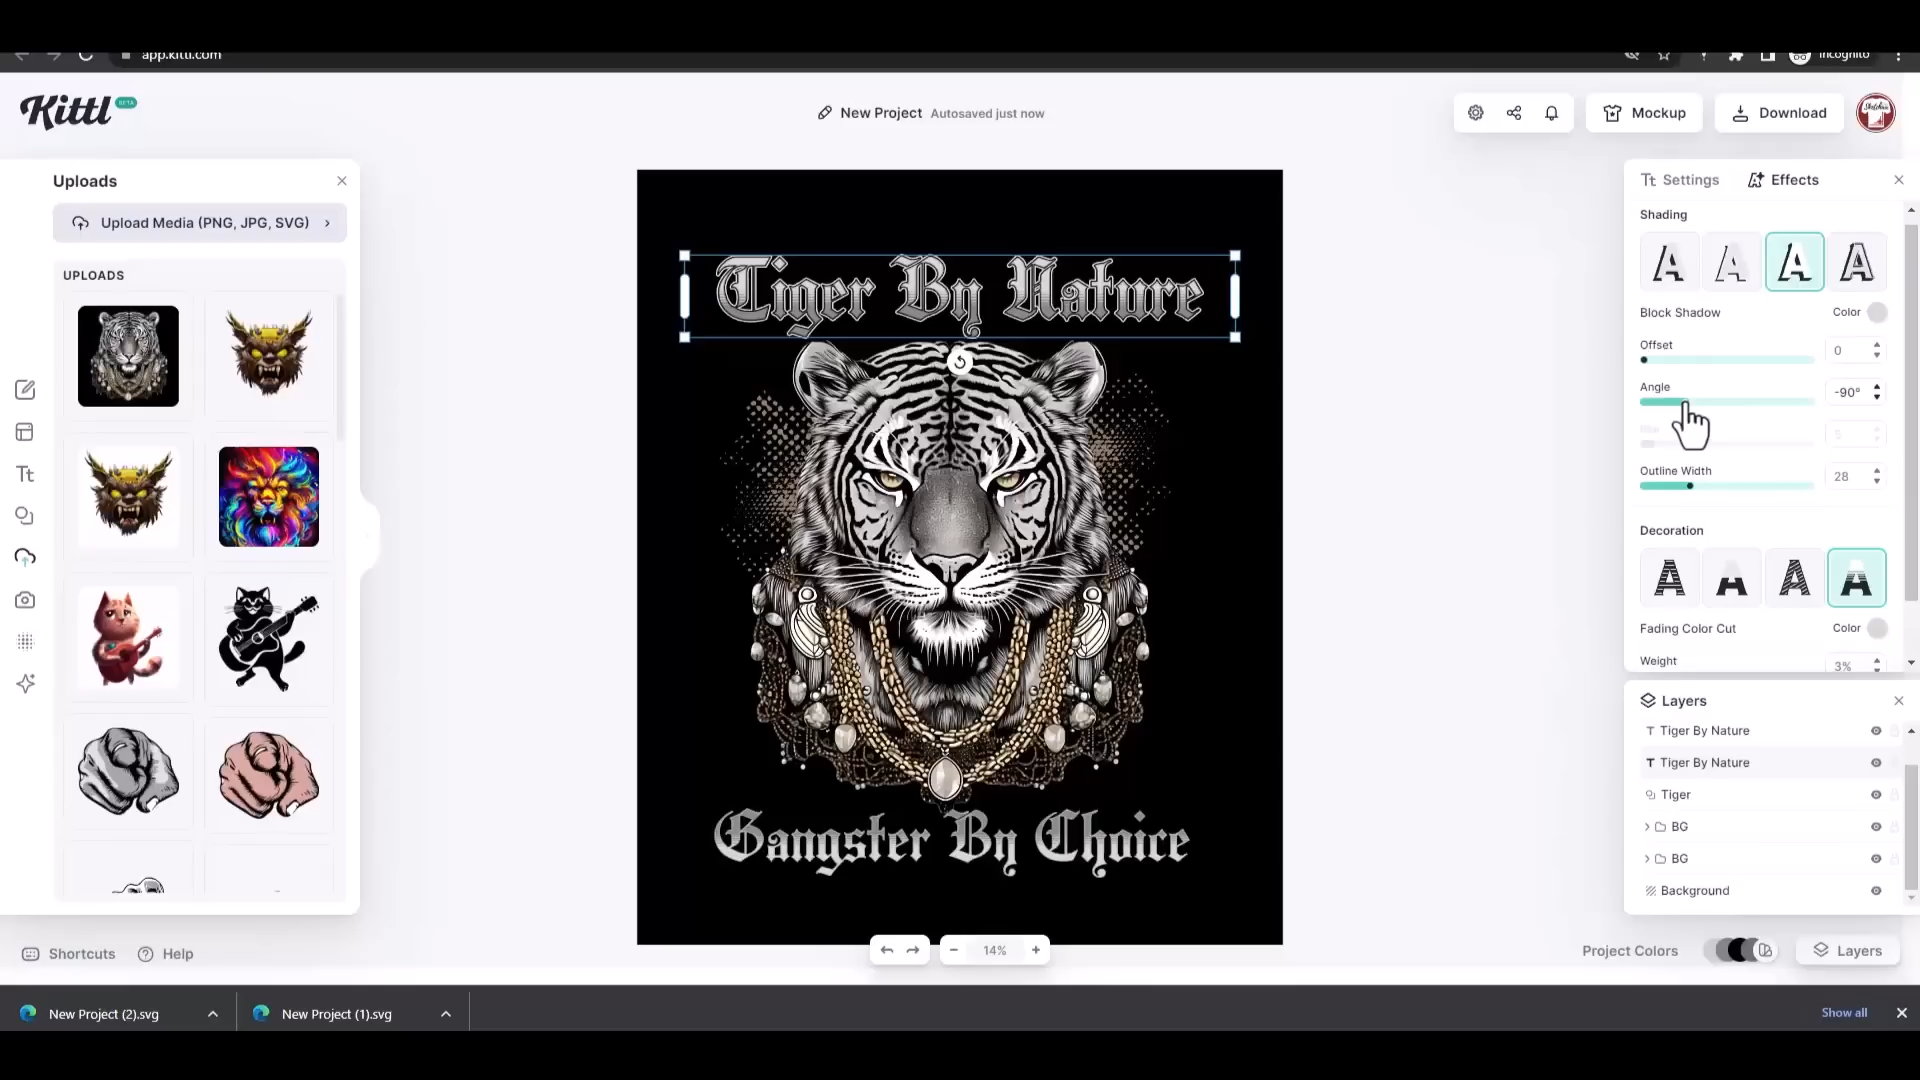 app.kittl.com
Incognito
Kittl BETA
New Project Autosaved just now
Mockup
Download
Uploads
Upload Media (PNG, JPG, SVG)
UPLOADS
Tiger By Nature
Gangster By Choice
Settings
Effects
Shading
Block Shadow
Color
Offset
0
Angle
-90°
5
Outline Width
28
Decoration
Fading Color Cut
Color
Weight
3%
Layers
Tiger By Nature
Tiger By Nature
Tiger
BG
BG
Background
Shortcuts
Help
14%
Project Colors
Layers
New Project (2).svg
New Project (1).svg
Show all